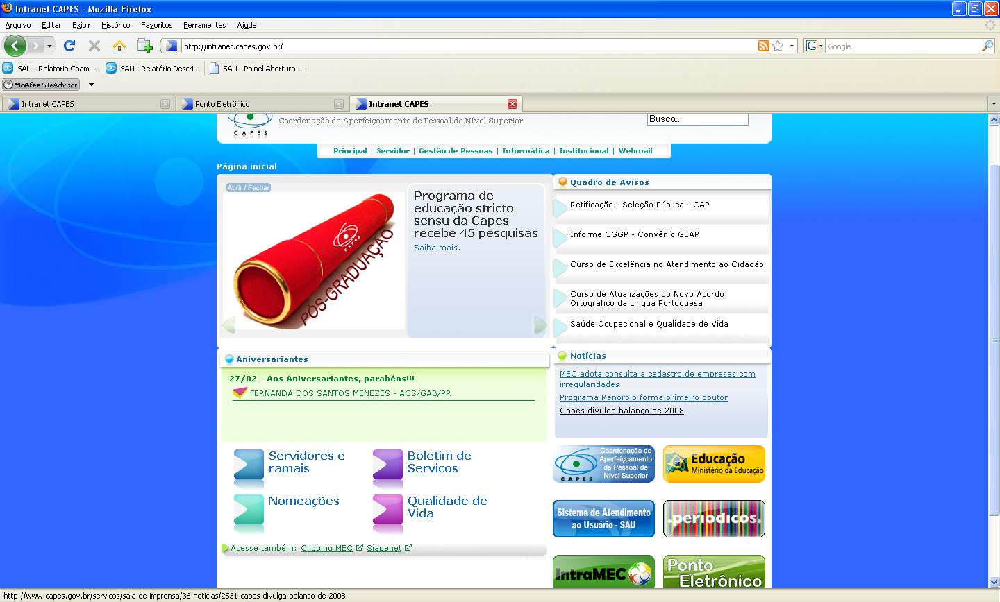 Intranet CAPES - Mozilla Firefox
Arquivo Editar Exibir Histórico Favoritos Ferramentas Ajuda
http://intranet.capes.gov.br/
Google
SAU - Relatorio Cham...
SAU - Relatório Descri...
SAU - Painel Abertura ...
McAfee SiteAdvisor
Intranet CAPES
Ponto Eletrônico
Intranet CAPES
CAPES
Coordenação de Aperfeiçoamento de Pessoal de Nível Superior
Busca...
Principal | Servidor | Gestão de Pessoas | Informática | Institucional | Webmail
Página inicial
Abrir / Fechar
CAPES
PÓS-GRADUAÇÃO
Programa de
educação stricto
sensu da Capes
recebe 45 pesquisas
Saiba mais.
Quadro de Avisos
Retificação - Seleção Pública - CAP
Informe CGGP - Convênio GEAP
Curso de Excelência no Atendimento ao Cidadão
Curso de Atualizações do Novo Acordo
Ortográfico da Língua Portuguesa
Saúde Ocupacional e Qualidade de Vida
Aniversariantes
27/02 - Aos Aniversariantes, parabéns!!!
FERNANDA DOS SANTOS MENEZES - ACS/GAB/PR
Notícias
MEC adota consulta a cadastro de empresas com
irregularidades
Programa Renorbio forma primeiro doutor
Capes divulga balanço de 2008
Servidores e
ramais
Boletim de
Serviços
Nomeações
Qualidade de
Vida
Acesse também: Clipping MEC Siapenet
CAPES
Coordenação de
Aperfeiçoamento
de Pessoal de
Nível Superior
Educação
Ministério da Educação
Sistema de Atendimento
ao Usuário - SAU
.periodicos.
IntraMEC
Ponto
Eletrônico
http://www.capes.gov.br/servicos/sala-de-imprensa/36-noticias/2531-capes-divulga-balanco-de-2008